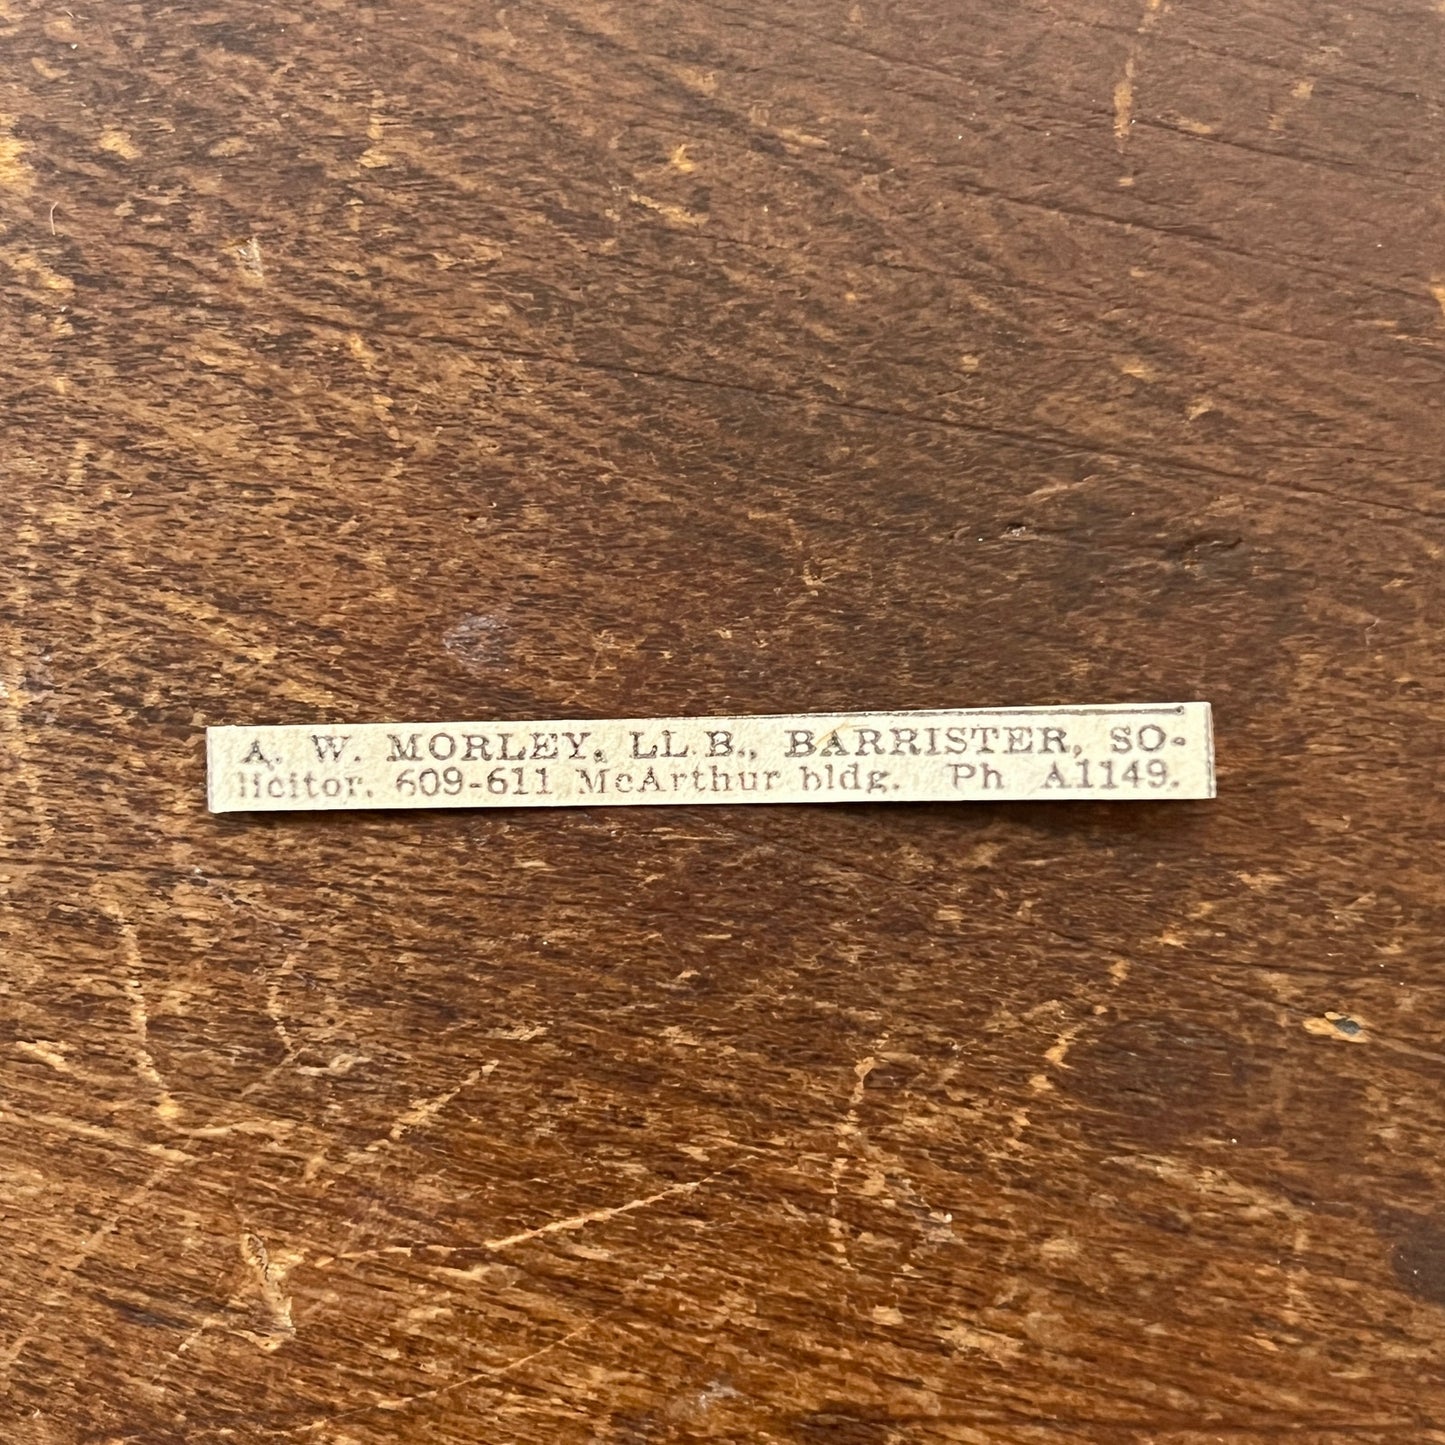 A. W. MORLEY, LL.B., BARRISTER, SO-
licitor. 609-611 McArthur bldg. Ph A1149.